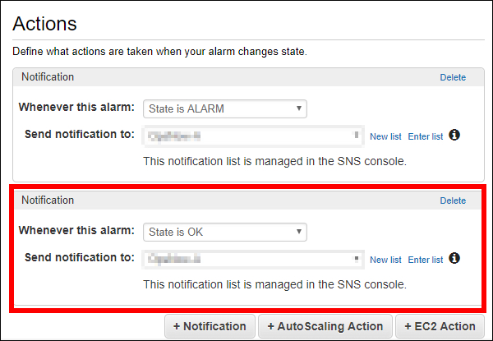 Actions
Define what actions are taken when your alarm changes state.
Notification Delete
Whenever this alarm: State is ALARM
Send notification to: New list Enter list
This notification list is managed in the SNS console.
Notification Delete
Whenever this alarm: State is OK
Send notification to: New list Enter list
This notification list is managed in the SNS console.
+ Notification + AutoScaling Action + EC2 Action